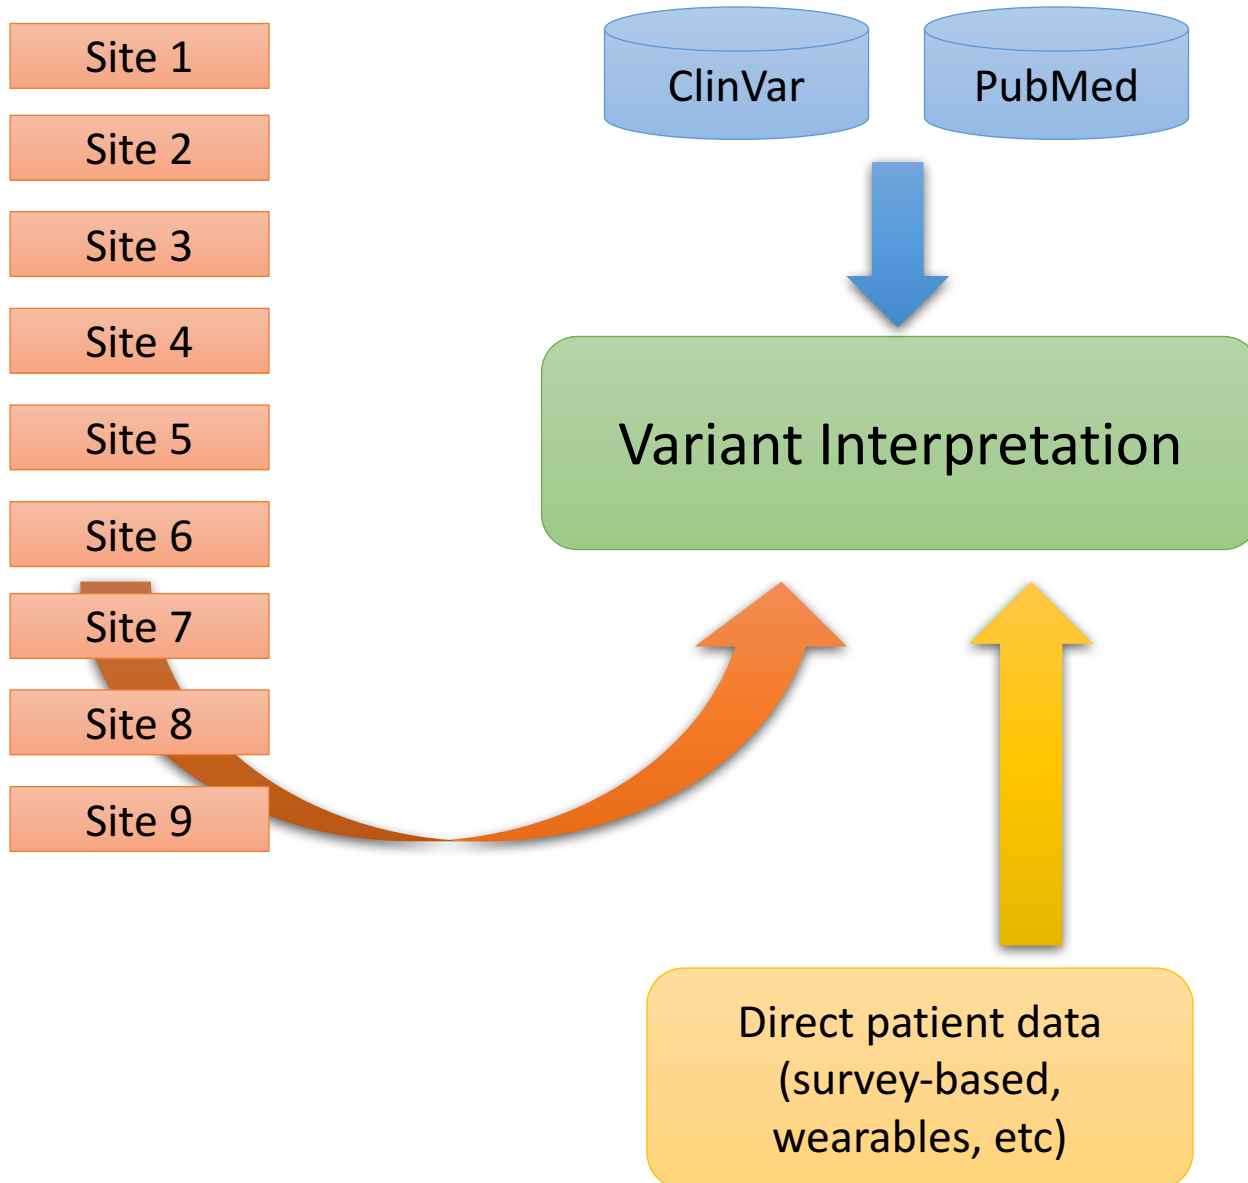 Site 1
Site 2
Site 3
Site 4
Site 5
Site 6
Site 7
Site 8
Site 9
ClinVar
PubMed
Variant Interpretation
Direct patient data
(survey-based,
wearables, etc)